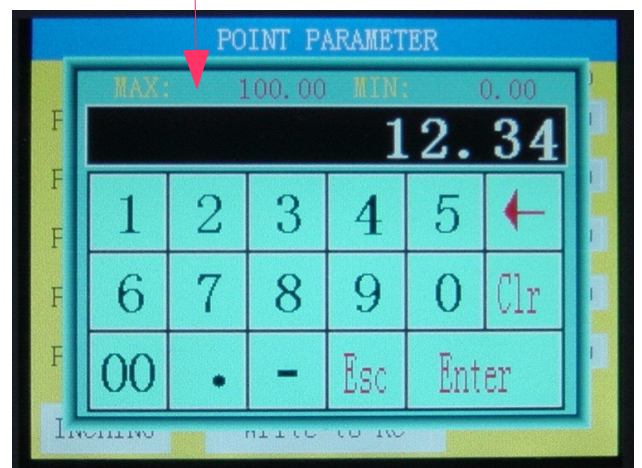 POINT PARAMETER
MAX: 100.00 MIN: 0.00
12.34
1 2 3 4 5 ←
6 7 8 9 0 Clr
00 . - Esc Enter